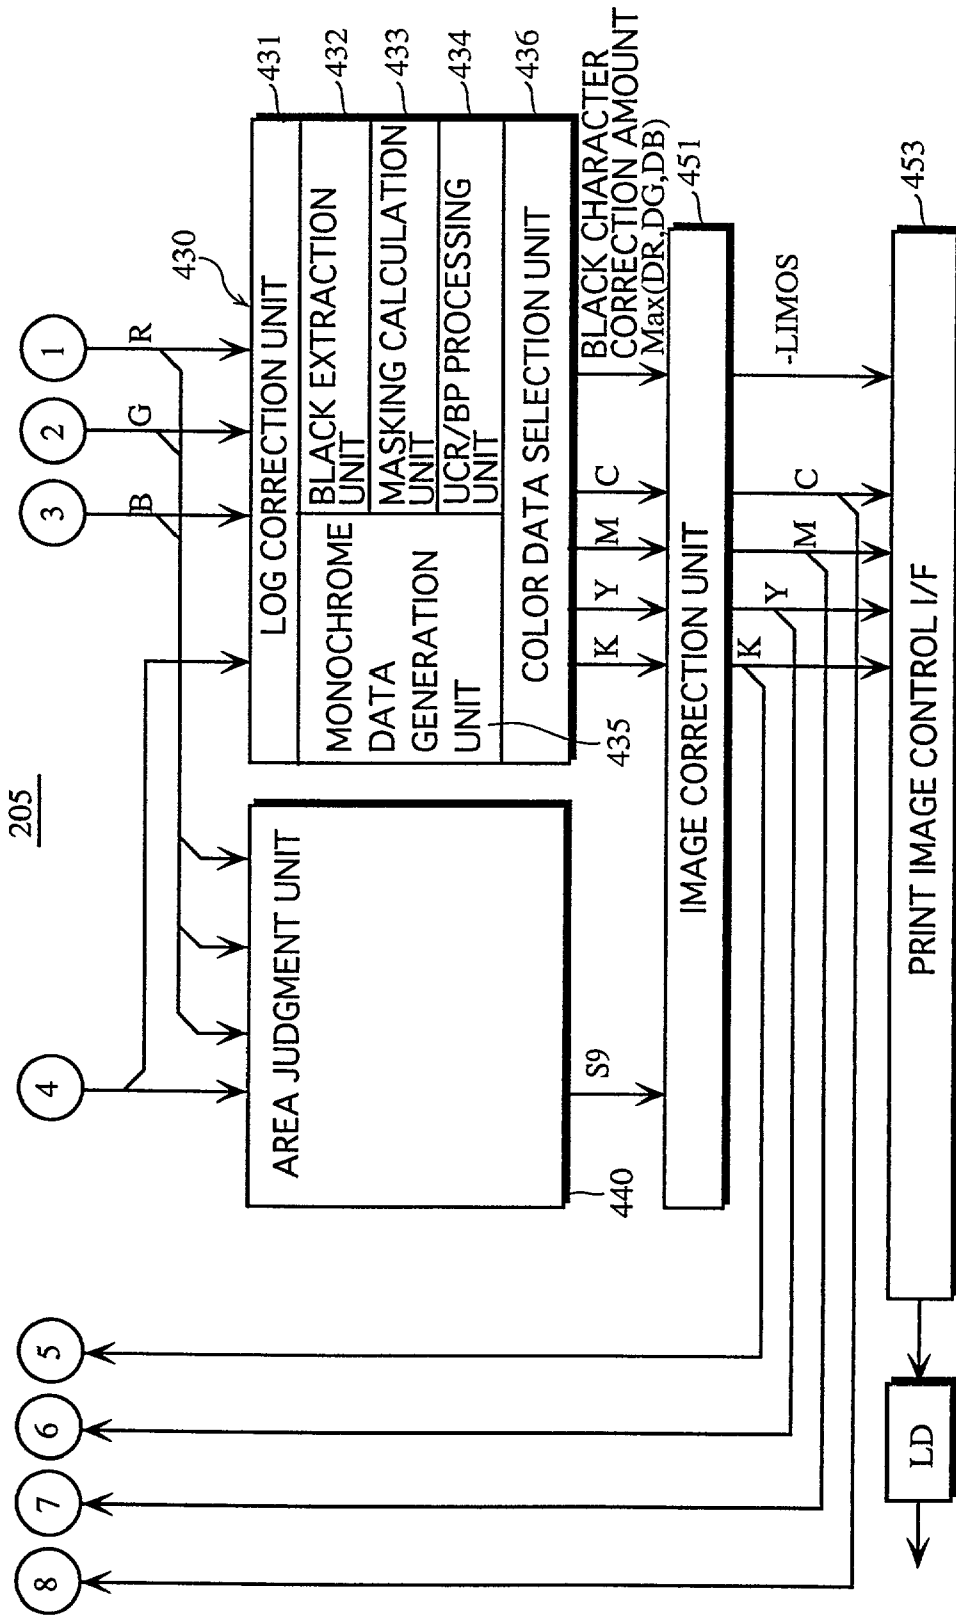 205
1
2
3
4
R
G
B
430
LOG CORRECTION UNIT
431
BLACK EXTRACTION
UNIT
432
MASKING CALCULATION
UNIT
433
UCR/BP PROCESSING
UNIT
434
MONOCHROME
DATA
GENERATION
UNIT
435
COLOR DATA SELECTION UNIT
436
AREA JUDGMENT UNIT
440
S9
K
Y
M
C
BLACK CHARACTER
CORRECTION AMOUNT
Max(DR,DG,DB)
IMAGE CORRECTION UNIT
451
K
Y
M
C
-LIMOS
PRINT IMAGE CONTROL I/F
453
LD
5
6
7
8